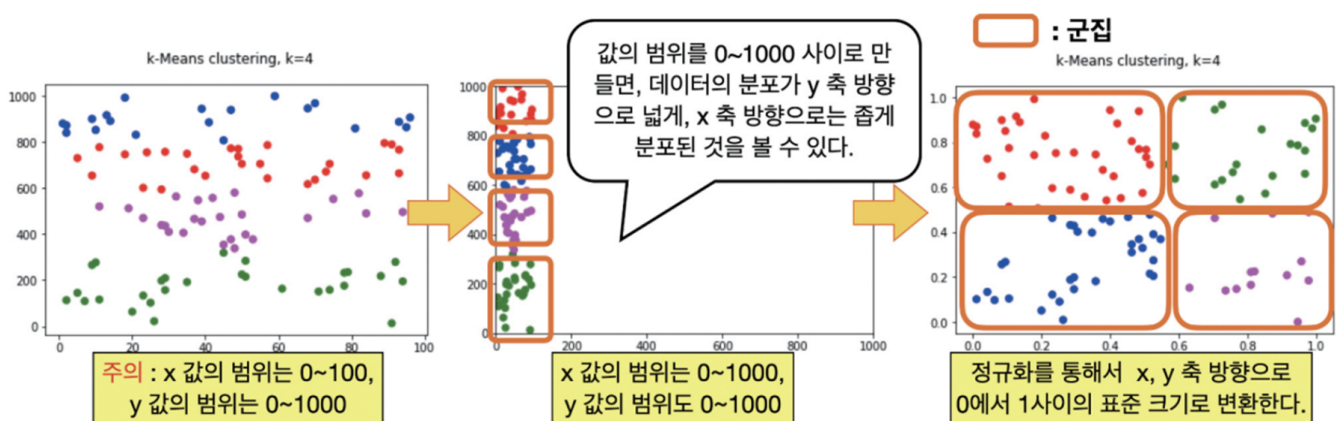 k-Means clustering, k=4
1000
800
600
400
200
0
0
20
40
60
80
100
주의 : x 값의 범위는 0~100,
y 값의 범위는 0~1000
값의 범위를 0~1000 사이로 만
들면, 데이터의 분포가 y 축 방향
으로 넓게, x 축 방향으로는 좁게
분포된 것을 볼 수 있다.
1000
800
600
400
200
0
200
400
600
800
1000
x 값의 범위는 0~1000,
y 값의 범위도 0~1000
: 군집
k-Means clustering, k=4
1.0
0.8
0.6
0.4
0.2
0.0
0.0
0.2
0.4
0.6
0.8
1.0
정규화를 통해서 x, y 축 방향으로
0에서 1사이의 표준 크기로 변환한다.